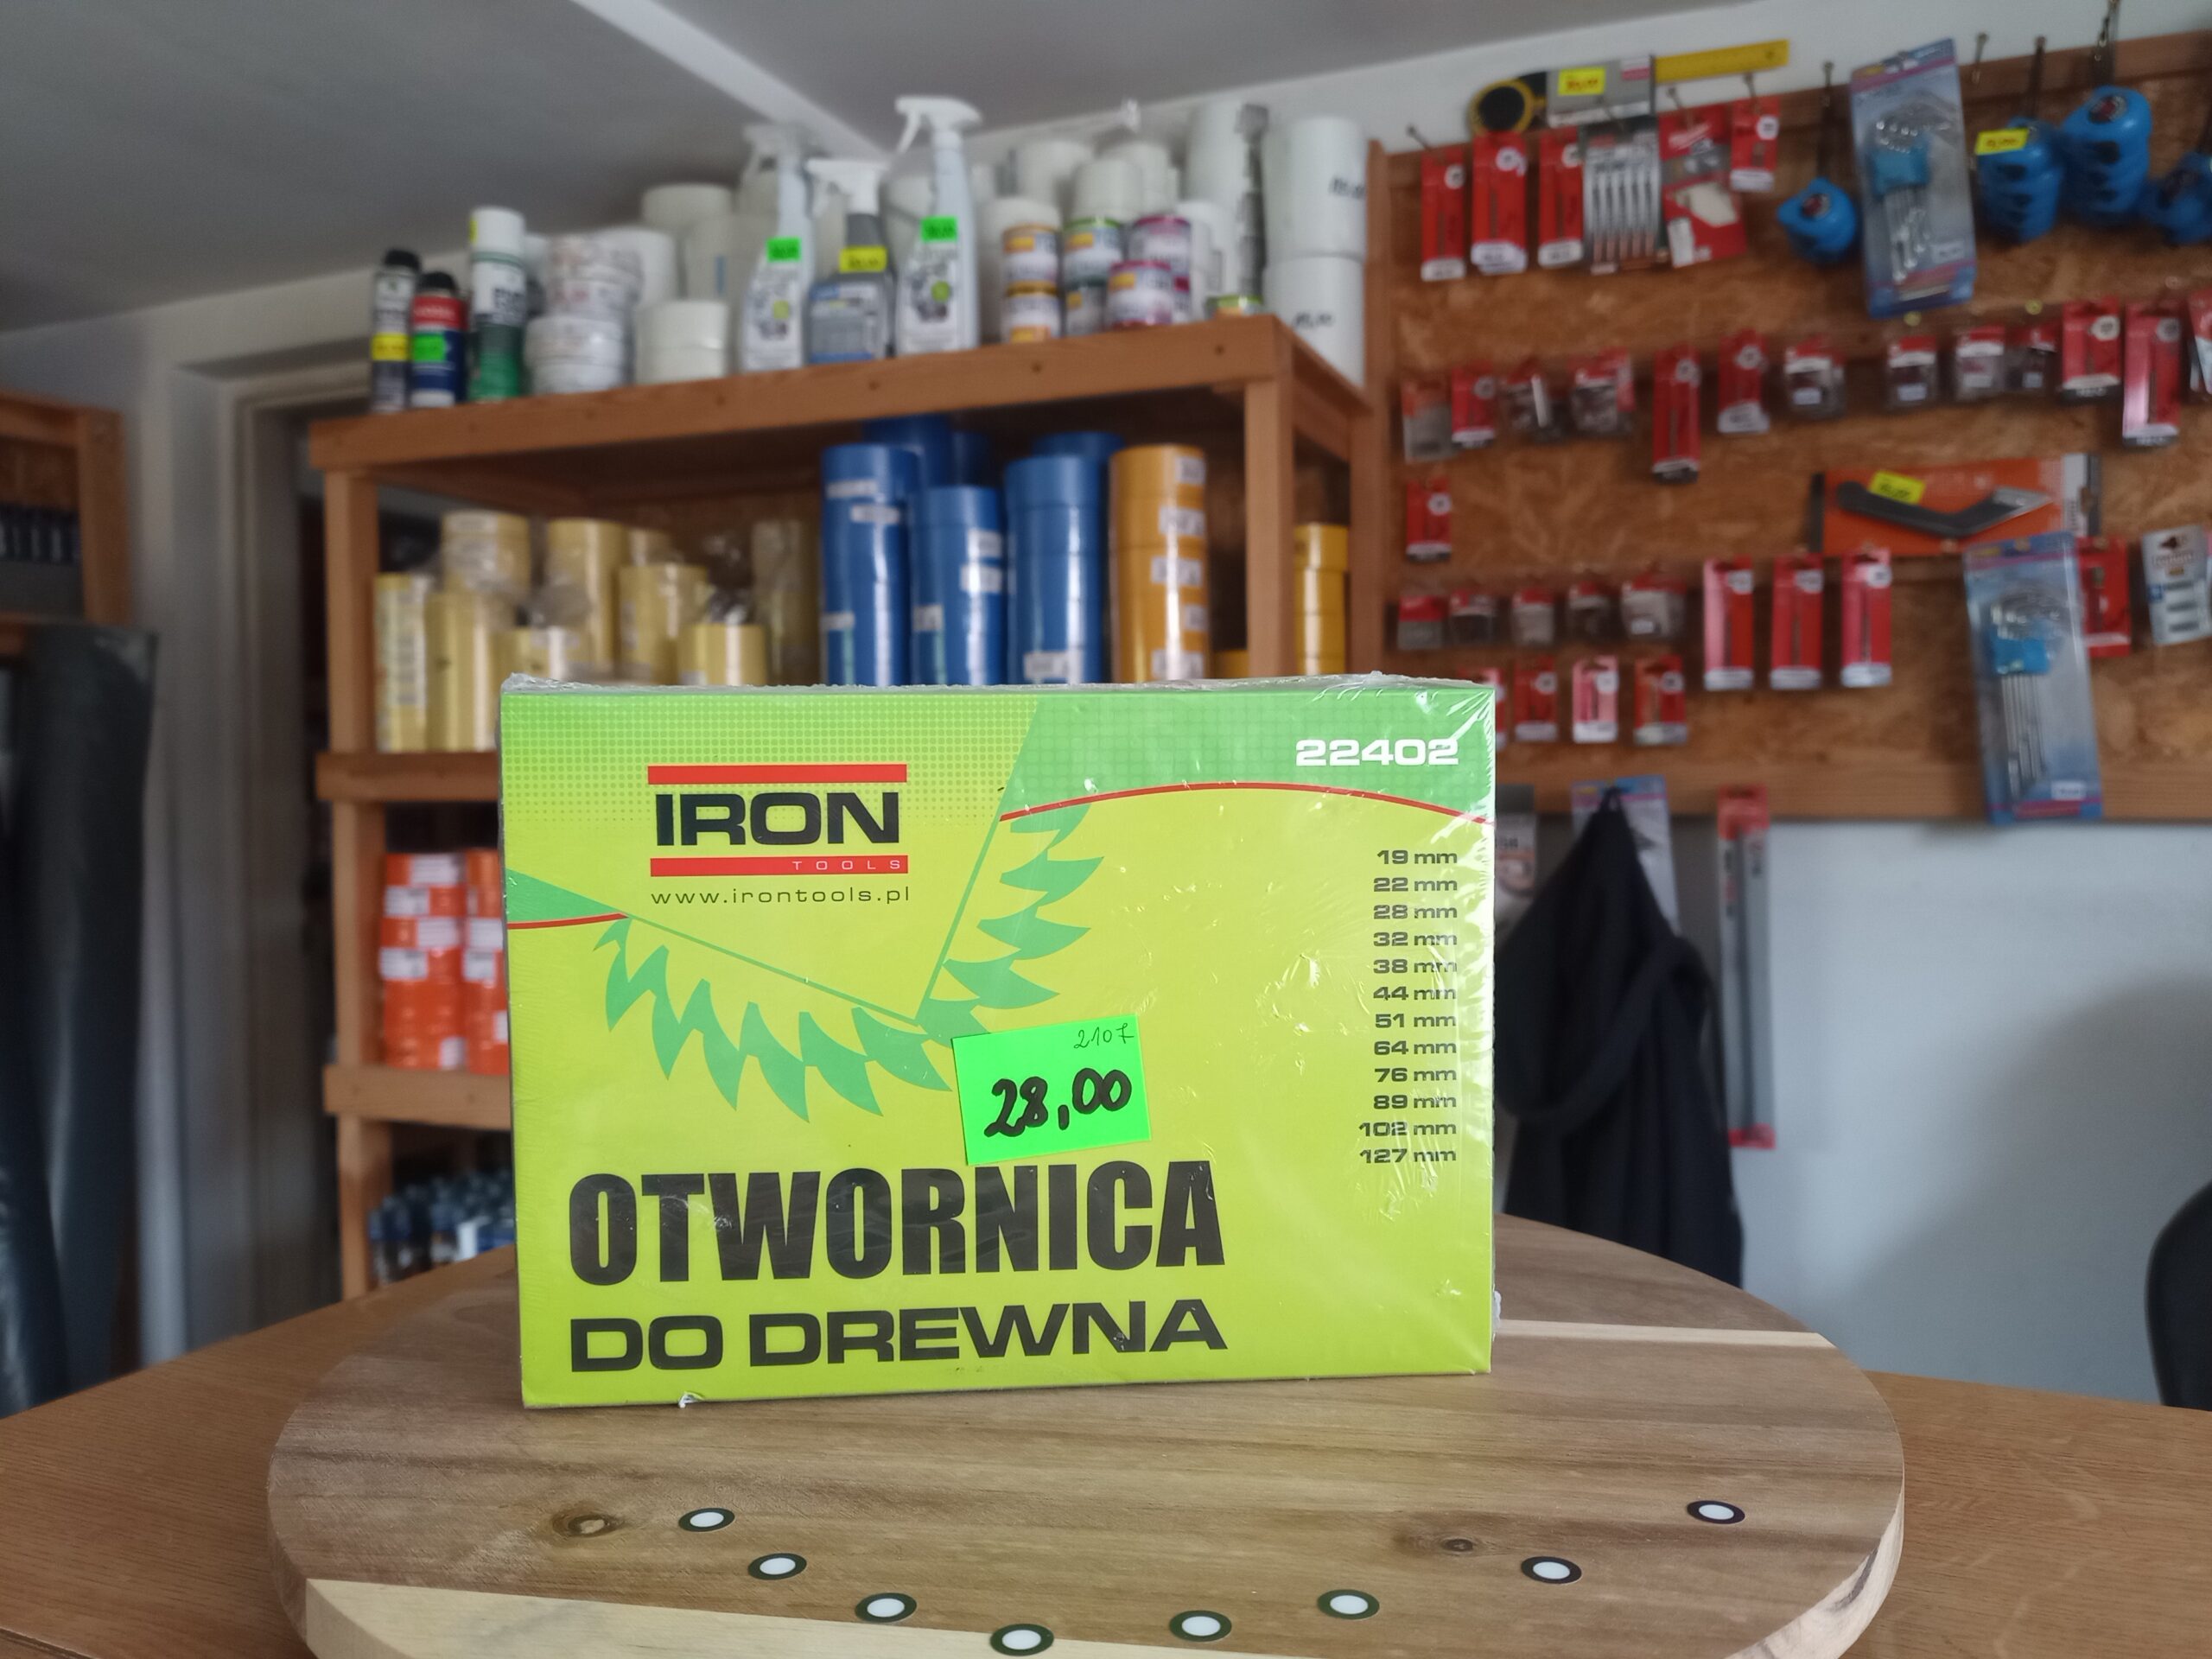 IRON
TOOLS
www.irontools.pl
22402
19 mm
22 mm
28 mm
32 mm
38 mm
44 mm
51 mm
64 mm
76 mm
89 mm
102 mm
127 mm
2107
28,00
OTWORNICA
DO DREWNA